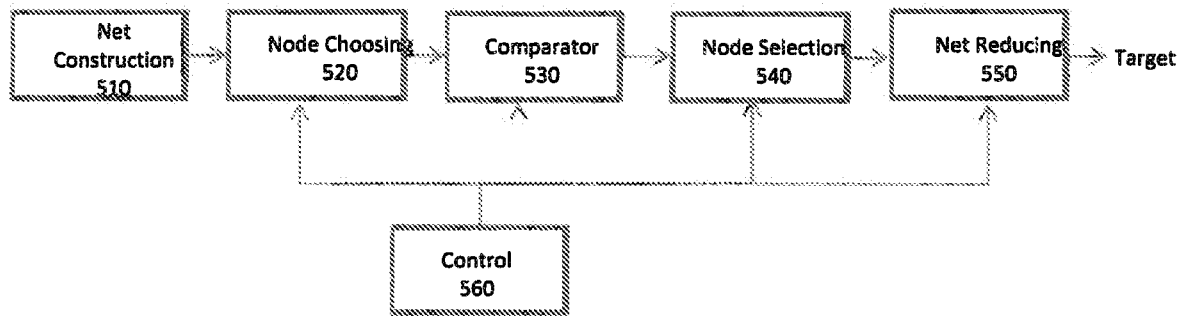 Net
Construction
510
Node Choosing
520
Comparator
530
Node Selection
540
Net Reducing
550
Target
Control
560